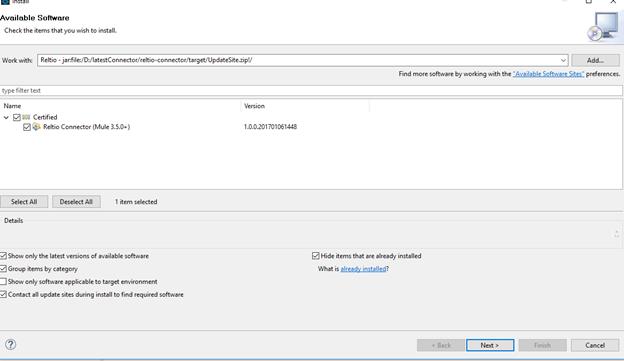 Install
Available Software
Check the items that you wish to install.
Work with: Reltio - jar:file:/D:/latestConnector/reltio-connector/target/UpdateSite.zip!/ Add...
Find more software by working with the "Available Software Sites" preferences.
type filter text
Name Version
Certified
Reltio Connector (Mule 3.5.0+) 1.0.0.201701061448
Select All Deselect All 1 item selected
Details
Show only the latest versions of available software Hide items that are already installed
Group items by category What is already installed?
Show only software applicable to target environment
Contact all update sites during install to find required software
? < Back Next > Finish Cancel